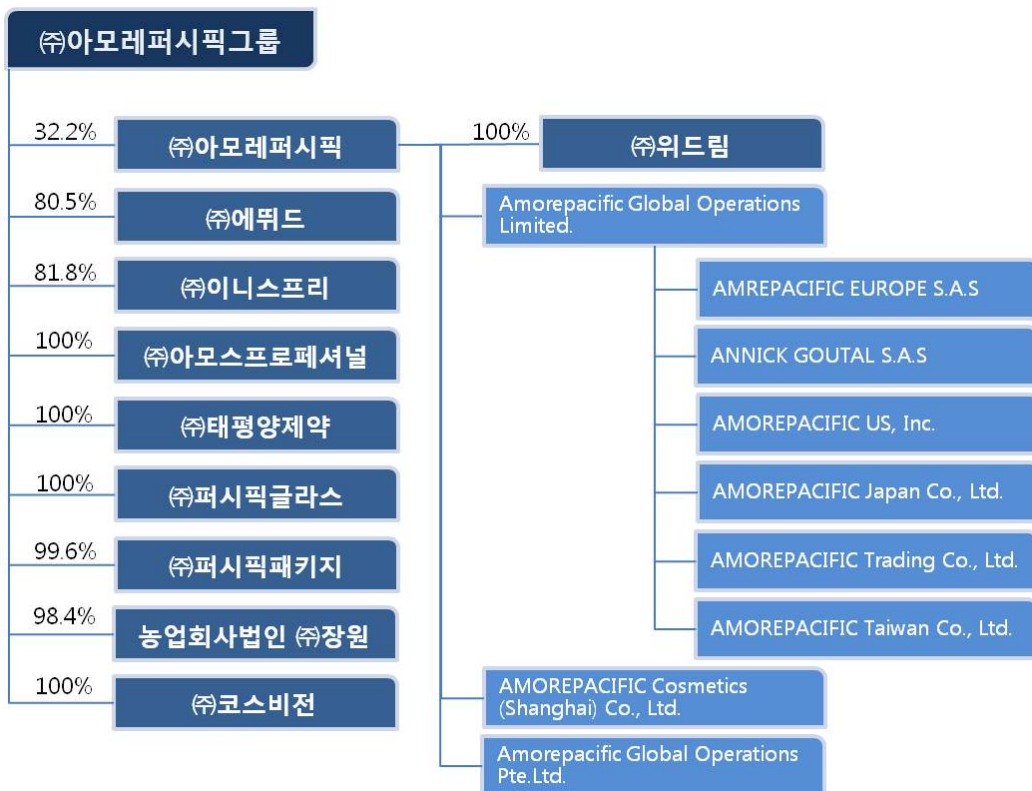 ㈜아모레퍼시픽그룹
32.2%
㈜아모레퍼시픽
100%
㈜위드림
80.5%
㈜에뛰드
Amorepacific Global Operations
Limited.
81.8%
㈜이니스프리
AMREPACIFIC EUROPE S.A.S
100%
㈜아모스프로페셔널
ANNICK GOUTAL S.A.S
100%
㈜태평양제약
AMOREPACIFIC US, Inc.
100%
㈜퍼시픽글라스
AMOREPACIFIC Japan Co., Ltd.
99.6%
㈜퍼시픽패키지
AMOREPACIFIC Trading Co., Ltd.
98.4%
농업회사법인 ㈜장원
AMOREPACIFIC Taiwan Co., Ltd.
100%
㈜코스비전
AMOREPACIFIC Cosmetics
(Shanghai) Co., Ltd.
Amorepacific Global Operations
Pte.Ltd.